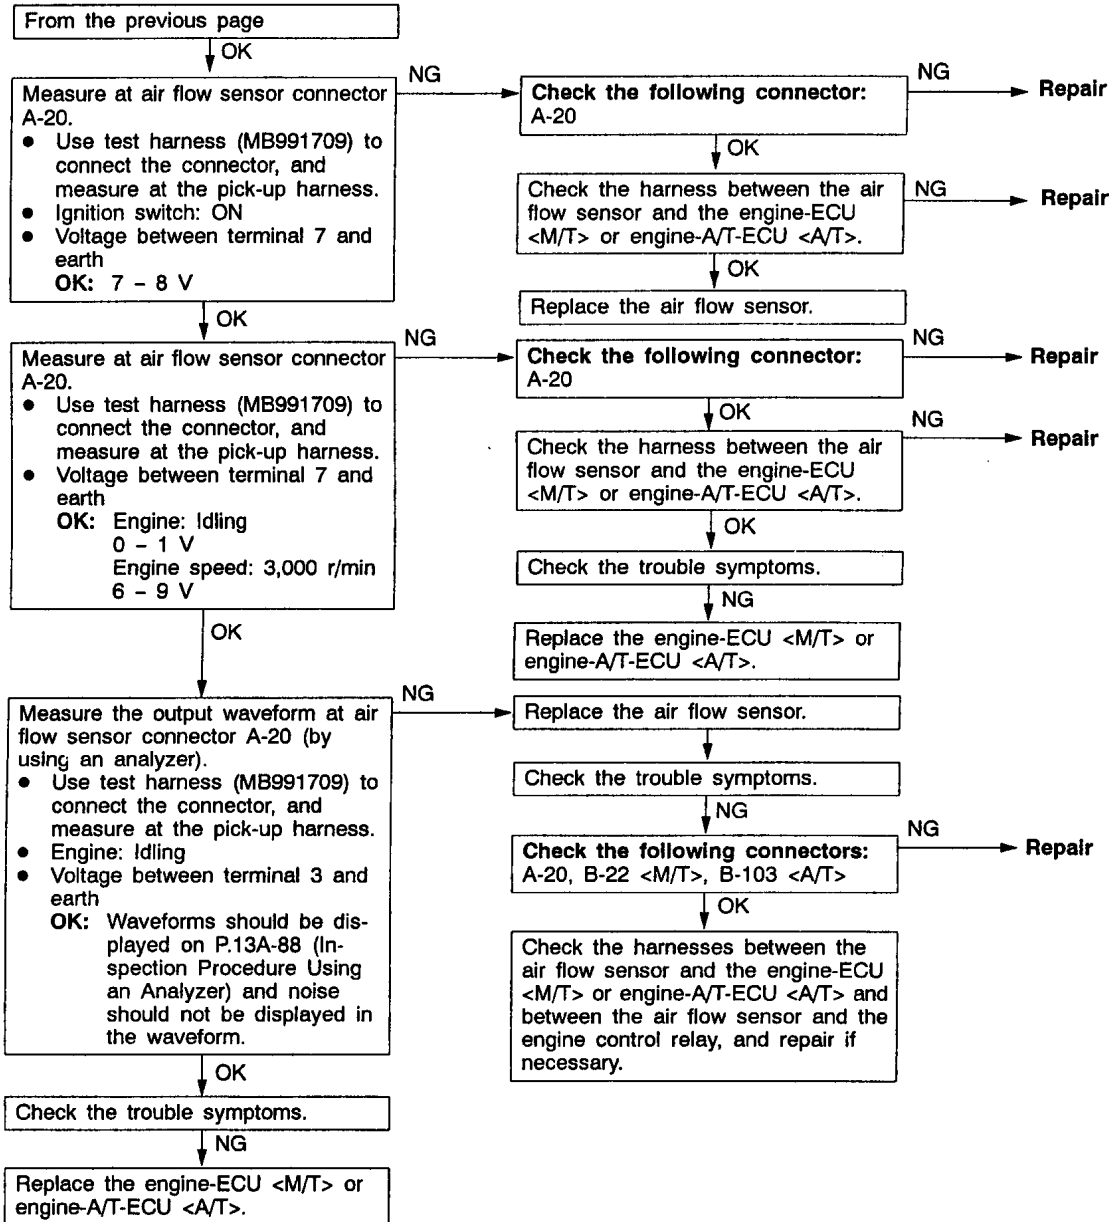 From the previous page
OK
Measure at air flow sensor connector
A-20.
● Use test harness (MB991709) to
connect the connector, and
measure at the pick-up harness.
● Ignition switch: ON
● Voltage between terminal 7 and
earth
OK: 7 – 8 V
NG
Check the following connector:
A-20
NG
Repair
OK
Check the harness between the air
flow sensor and the engine-ECU
<M/T> or engine-A/T-ECU <A/T>.
NG
Repair
OK
Replace the air flow sensor.
OK
Measure at air flow sensor connector
A-20.
● Use test harness (MB991709) to
connect the connector, and
measure at the pick-up harness.
● Voltage between terminal 7 and
earth
OK: Engine: Idling
0 – 1 V
Engine speed: 3,000 r/min
6 – 9 V
NG
Check the following connector:
A-20
NG
Repair
OK
Check the harness between the air
flow sensor and the engine-ECU
<M/T> or engine-A/T-ECU <A/T>.
NG
Repair
OK
Check the trouble symptoms.
NG
Replace the engine-ECU <M/T> or
engine-A/T-ECU <A/T>.
OK
Measure the output waveform at air
flow sensor connector A-20 (by
using an analyzer).
● Use test harness (MB991709) to
connect the connector, and
measure at the pick-up harness.
● Engine: Idling
● Voltage between terminal 3 and
earth
OK: Waveforms should be dis-
played on P.13A-88 (In-
spection Procedure Using
an Analyzer) and noise
should not be displayed in
the waveform.
NG
Replace the air flow sensor.
Check the trouble symptoms.
NG
Check the following connectors:
A-20, B-22 <M/T>, B-103 <A/T>
NG
Repair
OK
Check the harnesses between the
air flow sensor and the engine-ECU
<M/T> or engine-A/T-ECU <A/T> and
between the air flow sensor and the
engine control relay, and repair if
necessary.
OK
Check the trouble symptoms.
NG
Replace the engine-ECU <M/T> or
engine-A/T-ECU <A/T>.